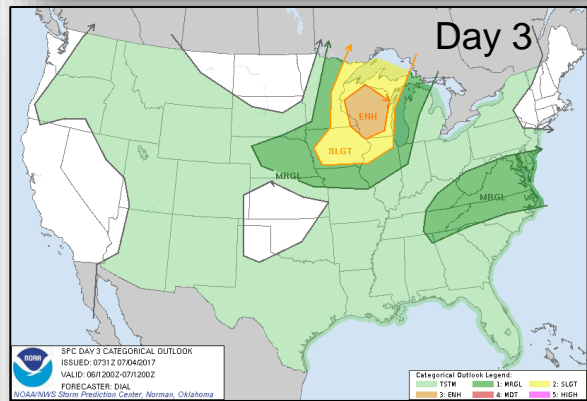 Day 3
ENH
SLGT
MRGL
MRGL
NOAA
SPC DAY 3 CATEGORICAL OUTLOOK
ISSUED: 0731Z 07/04/2017
VALID: 06/1200Z-07/1200Z
FORECASTER: DIAL
NOAA/NWS Storm Prediction Center, Norman, Oklahoma
Categorical Outlook Legend:
TSTM 1: MRGL 2: SLGT
3: ENH 4: MDT 5: HIGH